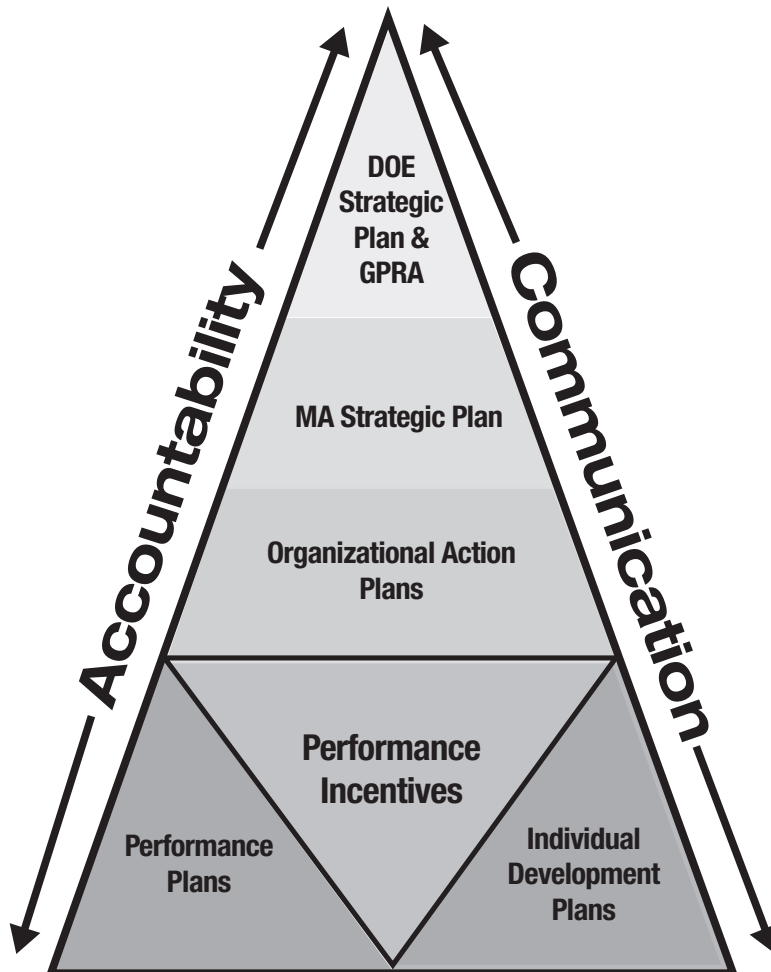 DOE
Strategic
Plan &
GPRA
Accountability
Communication
MA Strategic Plan
Organizational Action
Plans
Performance
Incentives
Performance
Plans
Individual
Development
Plans